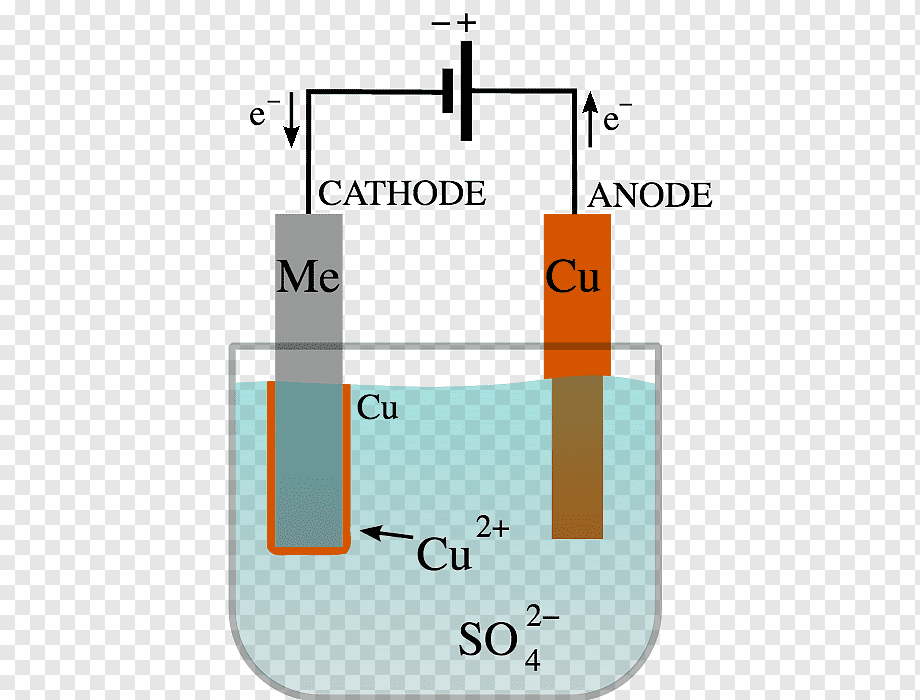 − +
e⁻
e⁻
CATHODE
ANODE
Me
Cu
Cu
Cu²⁺
SO₄²⁻